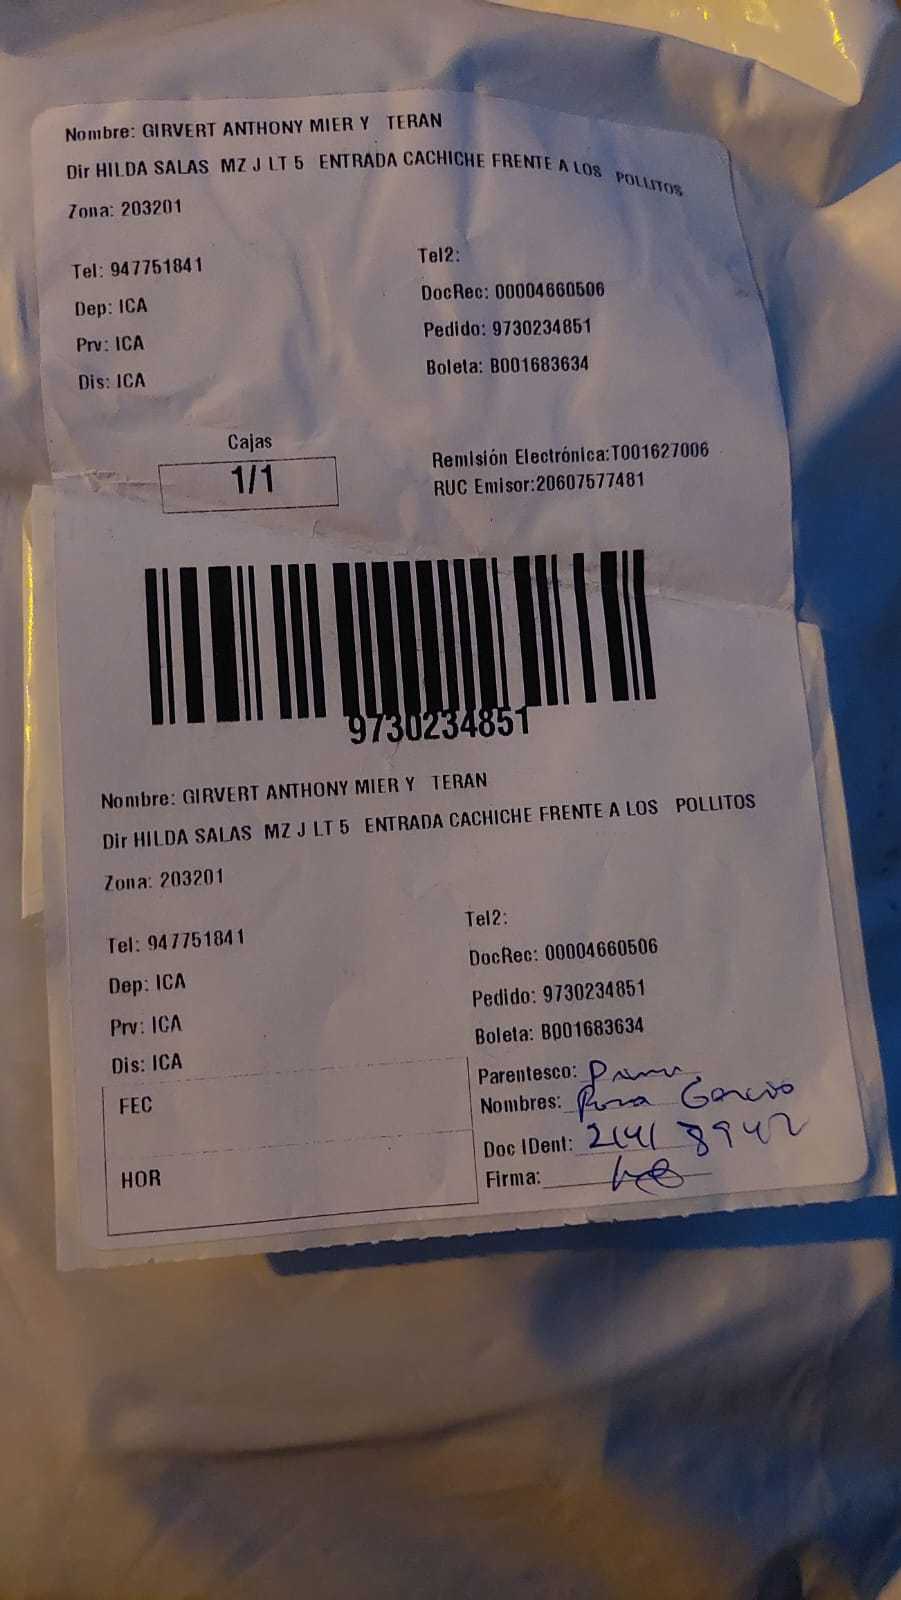 Nombre: GIRVERT ANTHONY MIER Y TERAN
Dir HILDA SALAS MZ J LT 5 ENTRADA CACHICHE FRENTE A LOS POLLITOS
Zona: 203201
Tel: 947751841
Tel2:
Dep: ICA
DocRec: 00004660506
Prv: ICA
Pedido: 9730234851
Dis: ICA
Boleta: B001683634
Cajas
1/1
Remisión Electrónica:T001627006
RUC Emisor:20607577481
9730234851
Nombre: GIRVERT ANTHONY MIER Y TERAN
Dir HILDA SALAS MZ J LT 5 ENTRADA CACHICHE FRENTE A LOS POLLITOS
Zona: 203201
Tel: 947751841
Tel2:
Dep: ICA
DocRec: 00004660506
Prv: ICA
Pedido: 9730234851
Dis: ICA
Boleta: B001683634
FEC
HOR
Parentesco:
Nombres: Rosa
Doc IDent: 21418942
Firma: